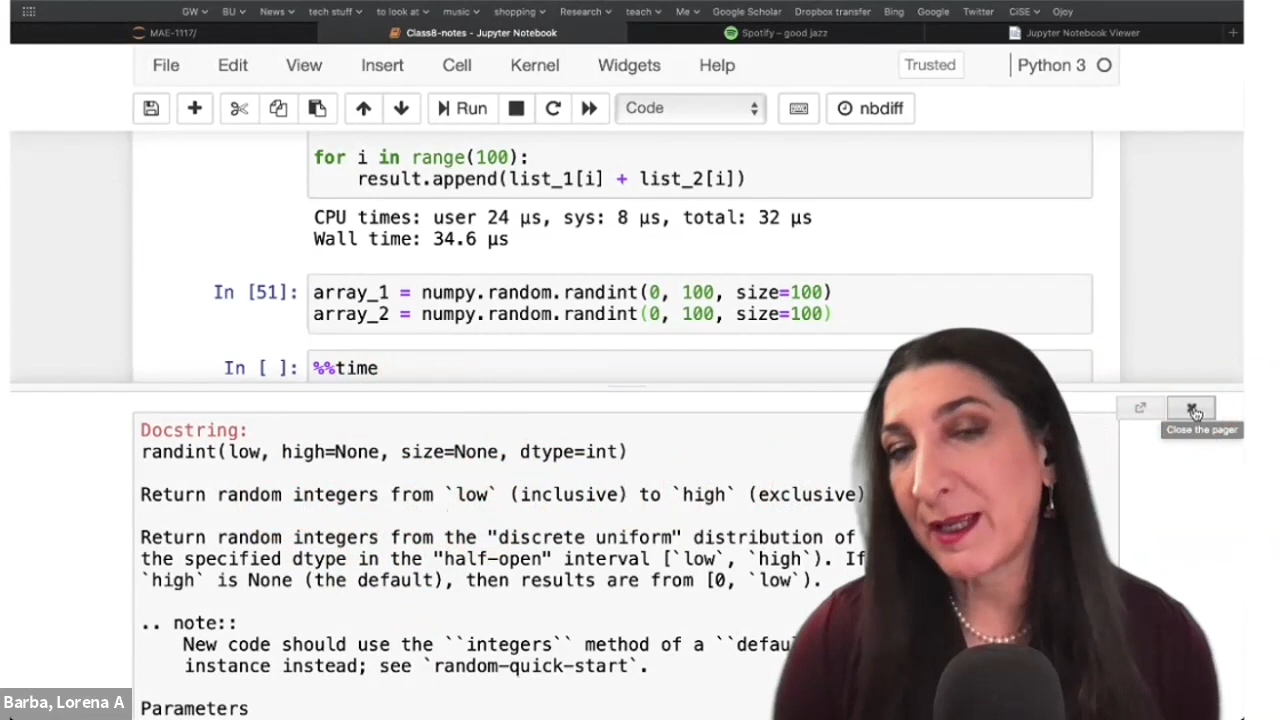 GW BU News tech stuff to look at music shopping Research teach Me Google Scholar Dropbox transfer Bing Google Twitter CiSE Ojoy
MAE-1117/ Class8-notes - Jupyter Notebook Spotify – good jazz Jupyter Notebook Viewer
File Edit View Insert Cell Kernel Widgets Help Trusted Python 3
Run Code nbdiff
for i in range(100):
result.append(list_1[i] + list_2[i])
CPU times: user 24 µs, sys: 8 µs, total: 32 µs
Wall time: 34.6 µs
In [51]: array_1 = numpy.random.randint(0, 100, size=100)
array_2 = numpy.random.randint(0, 100, size=100)
In [ ]: %%time
Close the pager
Docstring:
randint(low, high=None, size=None, dtype=int)
Return random integers from `low` (inclusive) to `high` (exclusive)
Return random integers from the "discrete uniform" distribution of
the specified dtype in the "half-open" interval [`low`, `high`). If
`high` is None (the default), then results are from [0, `low`).
.. note::
New code should use the ``integers`` method of a ``defau
instance instead; see `random-quick-start`.
Parameters
Barba, Lorena A